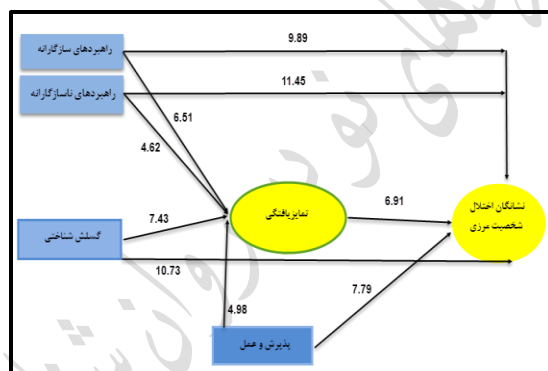 9.89
راهبردهای سازگارانه
11.45
راهبردهای ناسازگارانه
6.51
4.62
نشانگان اختلال
شخصیت مرزی
6.91
تمایزیافتگی
7.43
گسلش شناختی
10.73
7.79
4.98
پذیرش و عمل